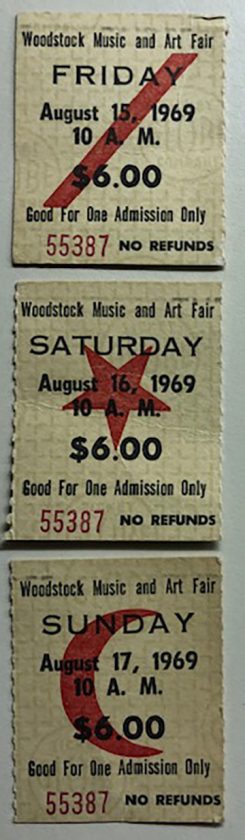 Woodstock Music and Art Fair
FRIDAY
August 15, 1969
10 A. M.
$6.00
Good For One Admission Only
55387 NO REFUNDS
Woodstock Music and Art Fair
SATURDAY
August 16, 1969
10 A. M.
$6.00
Good For One Admission Only
55387 NO REFUNDS
Woodstock Music and Art Fair
SUNDAY
August 17, 1969
10 A. M.
$6.00
Good For One Admission Only
55387 NO REFUNDS